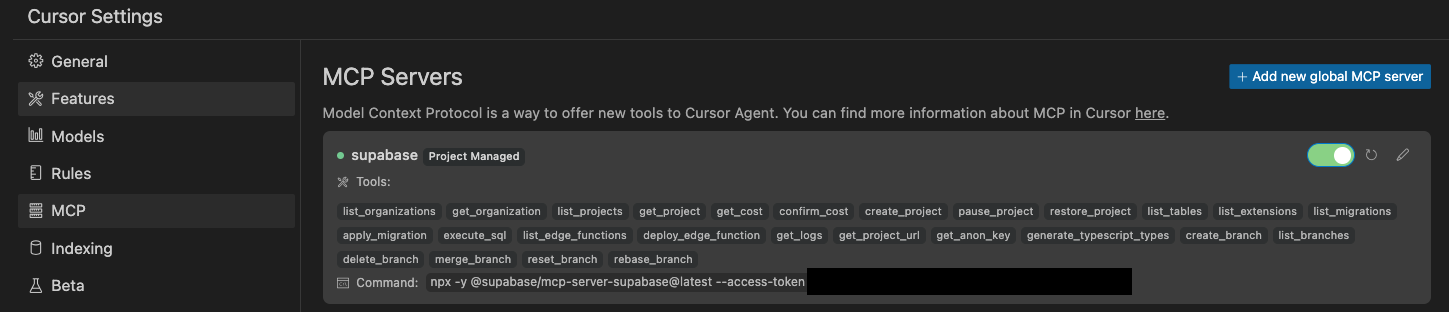 Cursor Settings
General
Features
Models
Rules
MCP
Indexing
Beta
MCP Servers
+ Add new global MCP server
Model Context Protocol is a way to offer new tools to Cursor Agent. You can find more information about MCP in Cursor here.
supabase Project Managed
Tools:
list_organizations get_organization list_projects get_project get_cost confirm_cost create_project pause_project restore_project list_tables list_extensions list_migrations
apply_migration execute_sql list_edge_functions deploy_edge_function get_logs get_project_url get_anon_key generate_typescript_types create_branch list_branches
delete_branch merge_branch reset_branch rebase_branch
Command: npx -y @supabase/mcp-server-supabase@latest --access-token